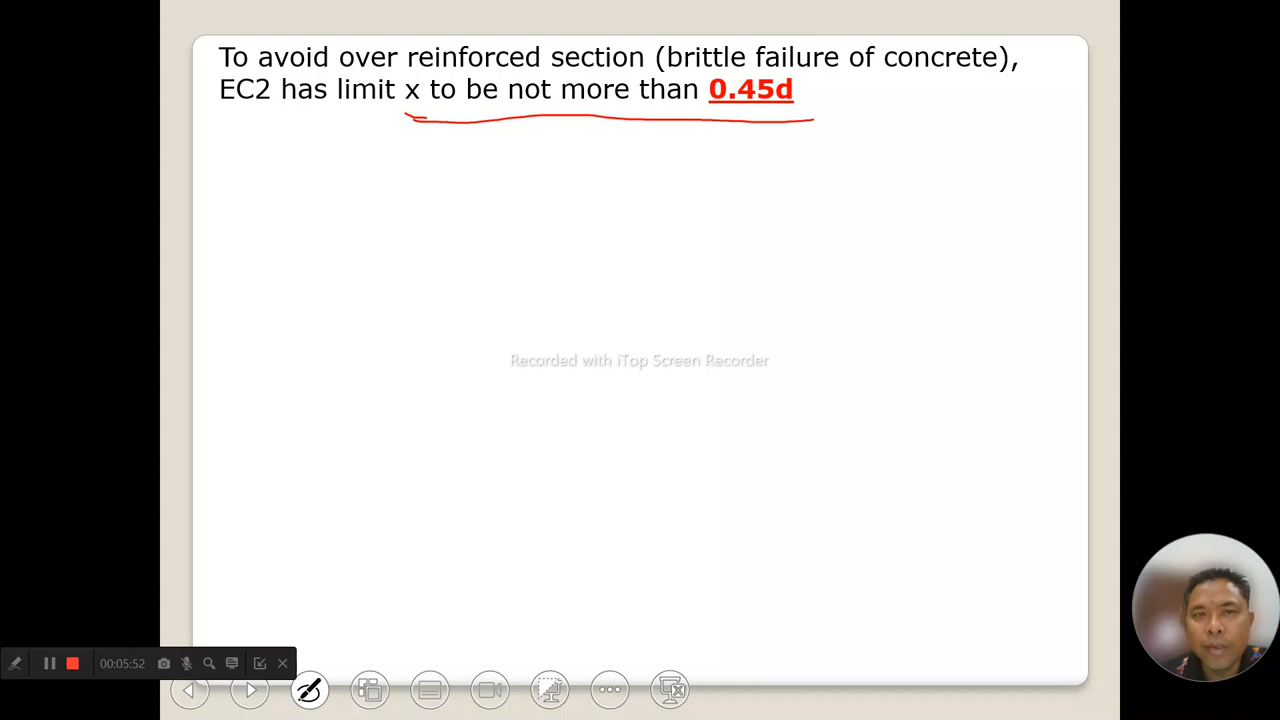 To avoid over reinforced section (brittle failure of concrete),
EC2 has limit x to be not more than 0.45d
Recorded with iTop Screen Recorder
00:05:52